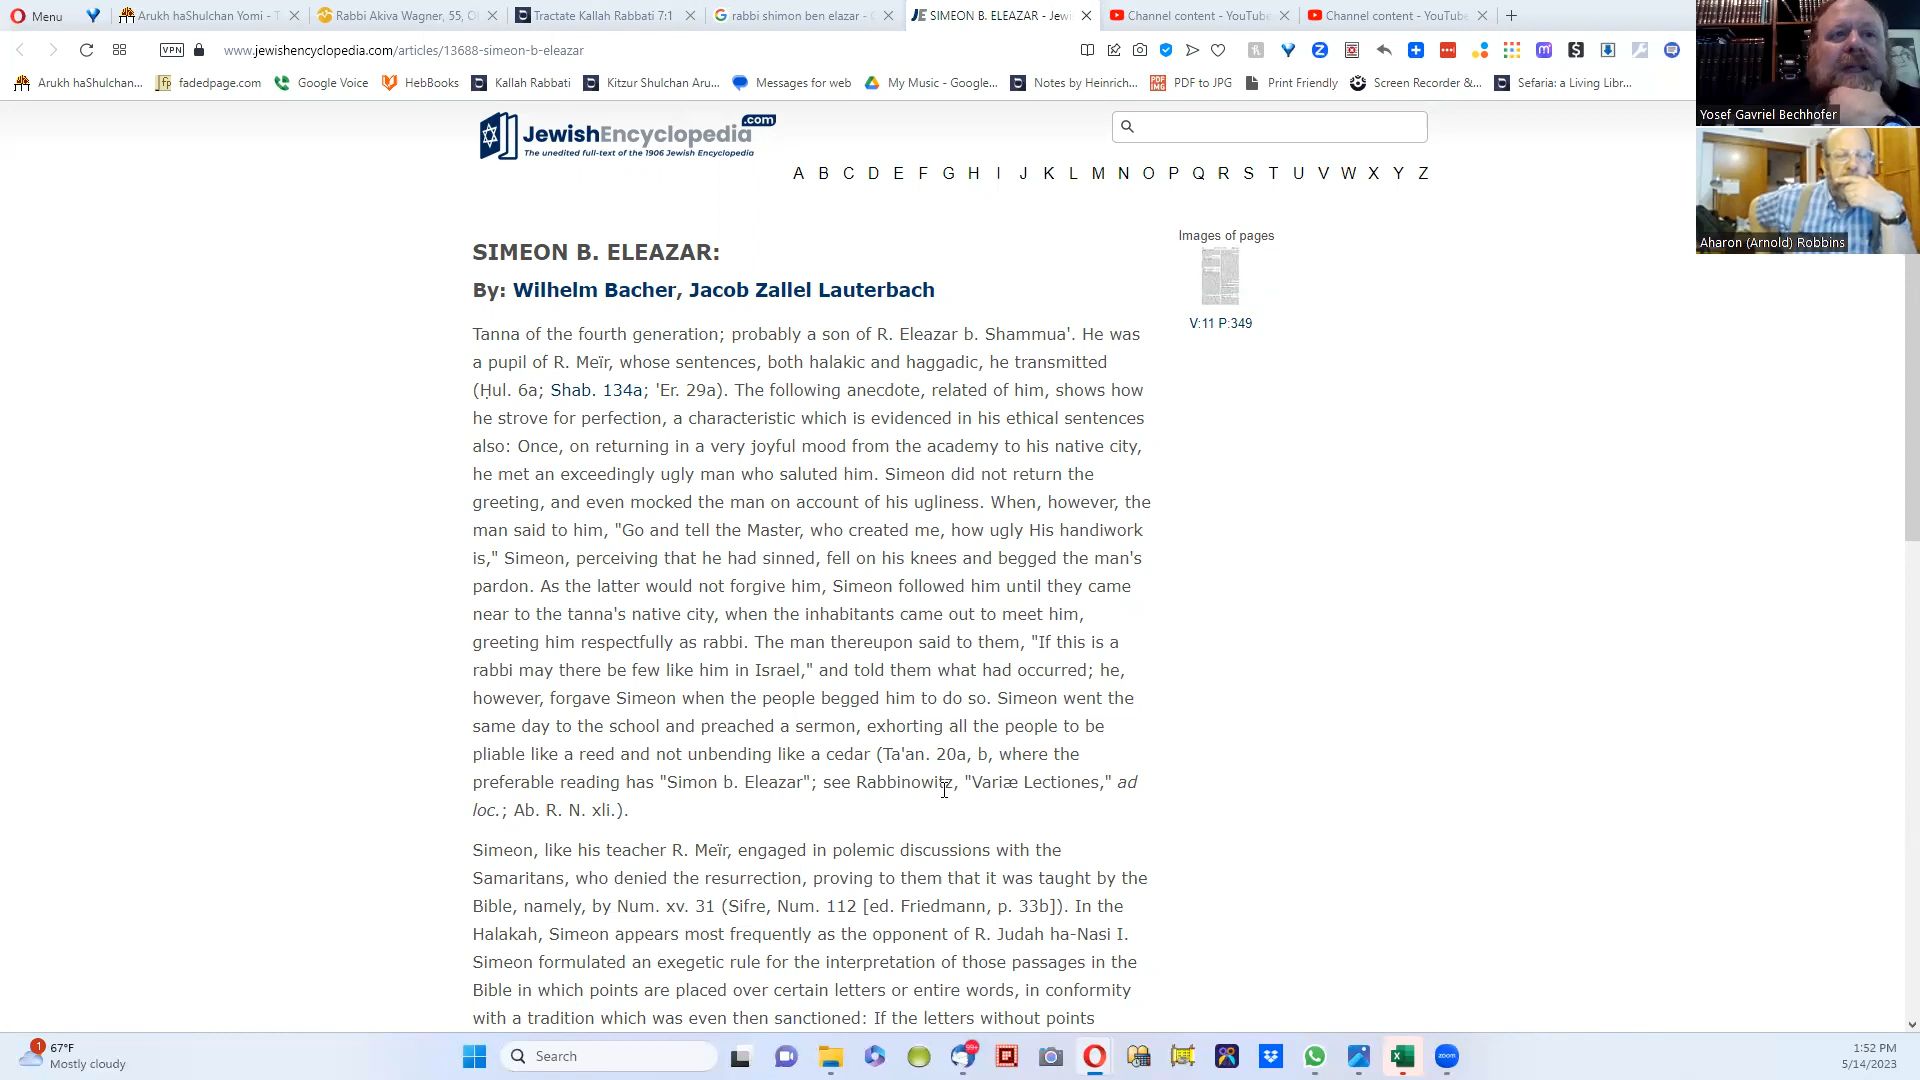 Menu
Arukh haShulchan Yomi - T
Rabbi Akiva Wagner, 55, O
Tractate Kallah Rabbati 7:1
rabbi shimon ben elazar - G
SIMEON B. ELEAZAR - Jewi
Channel content - YouTube
Channel content - YouTube
VPN
www.jewishencyclopedia.com/articles/13688-simeon-b-eleazar
Arukh haShulchan...
fadedpage.com
Google Voice
HebBooks
Kallah Rabbati
Kitzur Shulchan Aru...
Messages for web
My Music - Google...
Notes by Heinrich...
PDF to JPG
Print Friendly
Screen Recorder &...
Sefaria: a Living Libr...
Yosef Gavriel Bechhofer
Aharon (Arnold) Robbins
JewishEncyclopedia.com
The unedited full-text of the 1906 Jewish Encyclopedia
A B C D E F G H I J K L M N O P Q R S T U V W X Y Z
Images of pages
V:11 P:349
SIMEON B. ELEAZAR:
By: Wilhelm Bacher, Jacob Zallel Lauterbach
Tanna of the fourth generation; probably a son of R. Eleazar b. Shammua'. He was
a pupil of R. Meïr, whose sentences, both halakic and haggadic, he transmitted
(Ḥul. 6a; Shab. 134a; 'Er. 29a). The following anecdote, related of him, shows how
he strove for perfection, a characteristic which is evidenced in his ethical sentences
also: Once, on returning in a very joyful mood from the academy to his native city,
he met an exceedingly ugly man who saluted him. Simeon did not return the
greeting, and even mocked the man on account of his ugliness. When, however, the
man said to him, "Go and tell the Master, who created me, how ugly His handiwork
is," Simeon, perceiving that he had sinned, fell on his knees and begged the man's
pardon. As the latter would not forgive him, Simeon followed him until they came
near to the tanna's native city, when the inhabitants came out to meet him,
greeting him respectfully as rabbi. The man thereupon said to them, "If this is a
rabbi may there be few like him in Israel," and told them what had occurred; he,
however, forgave Simeon when the people begged him to do so. Simeon went the
same day to the school and preached a sermon, exhorting all the people to be
pliable like a reed and not unbending like a cedar (Ta'an. 20a, b, where the
preferable reading has "Simon b. Eleazar"; see Rabbinowitz, "Variæ Lectiones," ad
loc.; Ab. R. N. xli.).
Simeon, like his teacher R. Meïr, engaged in polemic discussions with the
Samaritans, who denied the resurrection, proving to them that it was taught by the
Bible, namely, by Num. xv. 31 (Sifre, Num. 112 [ed. Friedmann, p. 33b]). In the
Halakah, Simeon appears most frequently as the opponent of R. Judah ha-Nasi I.
Simeon formulated an exegetic rule for the interpretation of those passages in the
Bible in which points are placed over certain letters or entire words, in conformity
with a tradition which was even then sanctioned: If the letters without points
1
67°F
Mostly cloudy
Search
99+
zoom
1:52 PM
5/14/2023